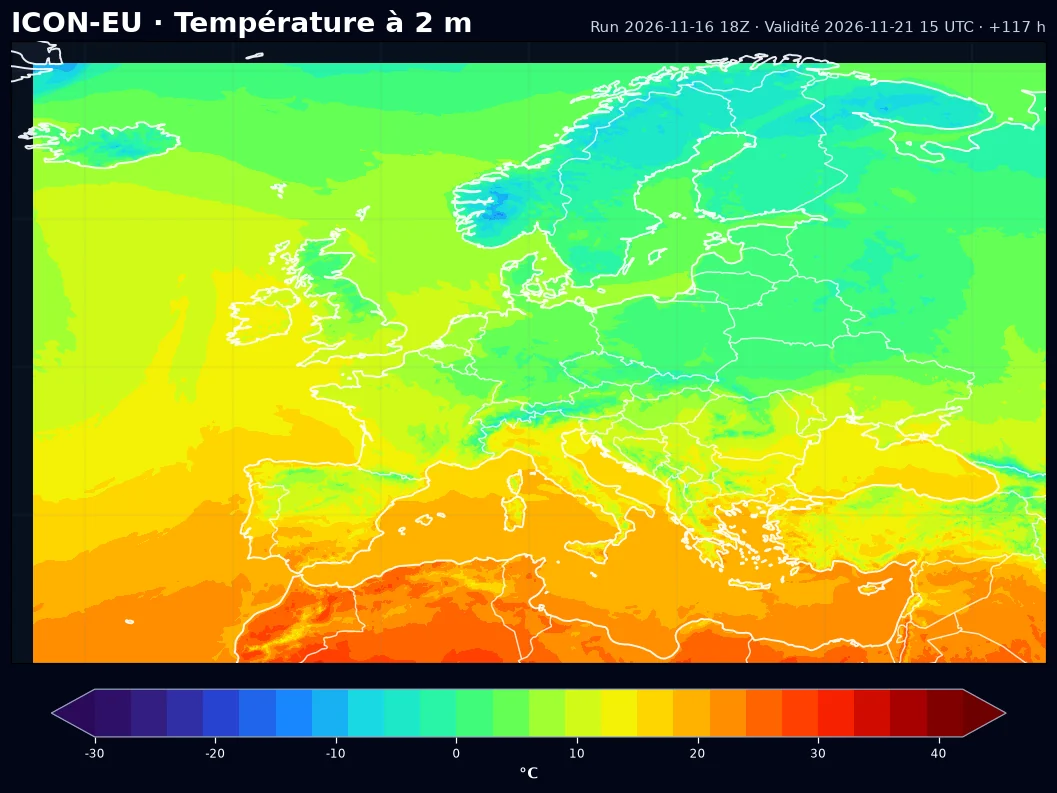 ICON-EU · Température à 2 m
Run 2026-11-16 18Z · Validité 2026-11-21 15 UTC · +117 h
-30 -20 -10 0 10 20 30 40
°C